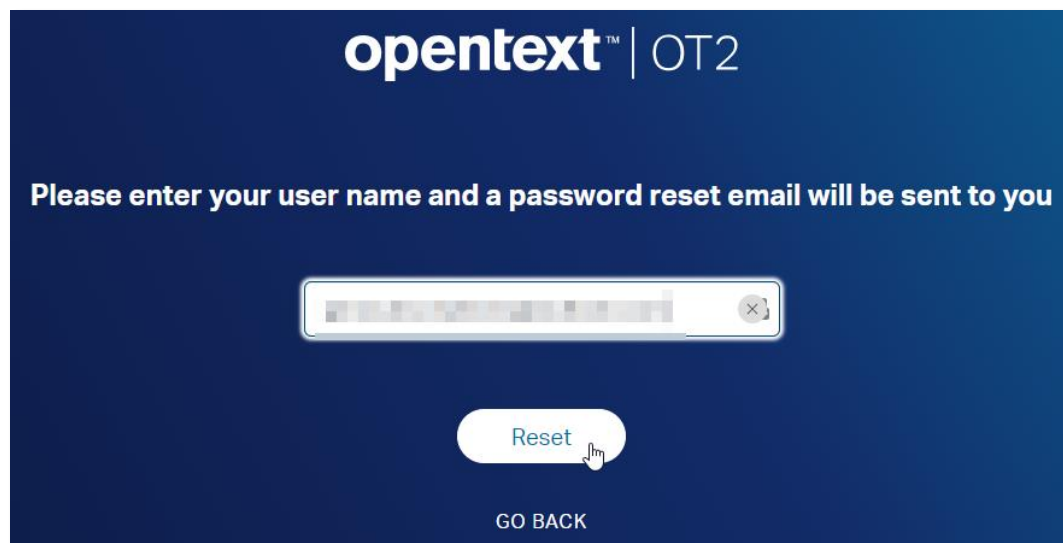 opentext™ | OT2
Please enter your user name and a password reset email will be sent to you
Reset
GO BACK